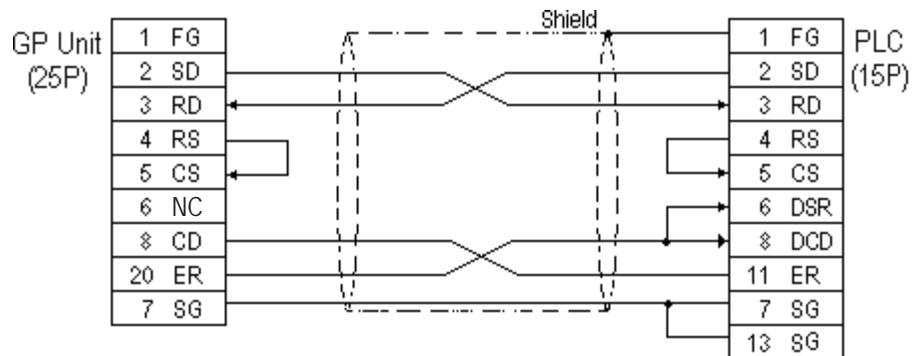 Shield
GP Unit
(25P)
1 FG
2 SD
3 RD
4 RS
5 CS
6 NC
8 CD
20 ER
7 SG
PLC
(15P)
1 FG
2 SD
3 RD
4 RS
5 CS
6 DSR
8 DCD
11 ER
7 SG
13 SG